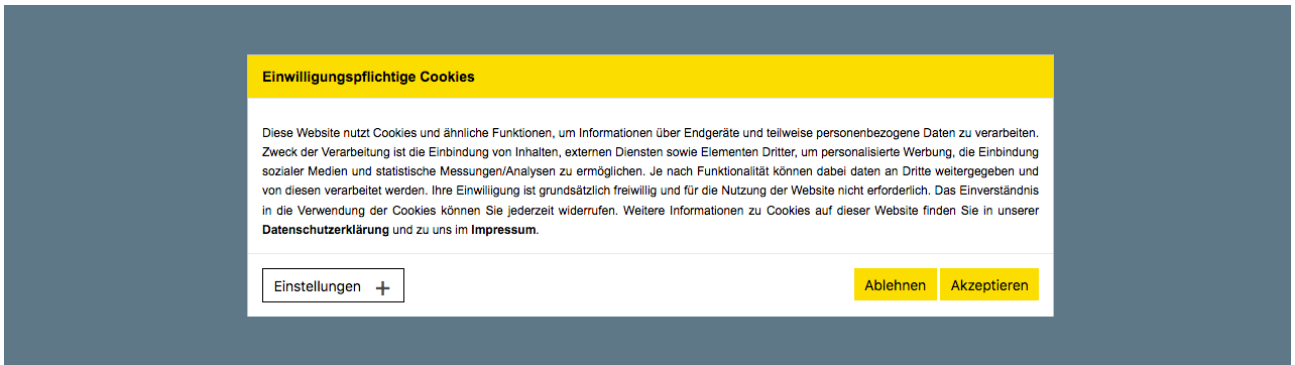 Einwilligungspflichtige Cookies
Diese Website nutzt Cookies und ähnliche Funktionen, um Informationen über Endgeräte und teilweise personenbezogene Daten zu verarbeiten.
Zweck der Verarbeitung ist die Einbindung von Inhalten, externen Diensten sowie Elementen Dritter, um personalisierte Werbung, die Einbindung
sozialer Medien und statistische Messungen/Analysen zu ermöglichen. Je nach Funktionalität können dabei daten an Dritte weitergegeben und
von diesen verarbeitet werden. Ihre Einwiliigung ist grundsätzlich freiwillig und für die Nutzung der Website nicht erforderlich. Das Einverständnis
in die Verwendung der Cookies können Sie jederzeit widerrufen. Weitere Informationen zu Cookies auf dieser Website finden Sie in unserer
Datenschutzerklärung und zu uns im Impressum.
Einstellungen +
Ablehnen Akzeptieren